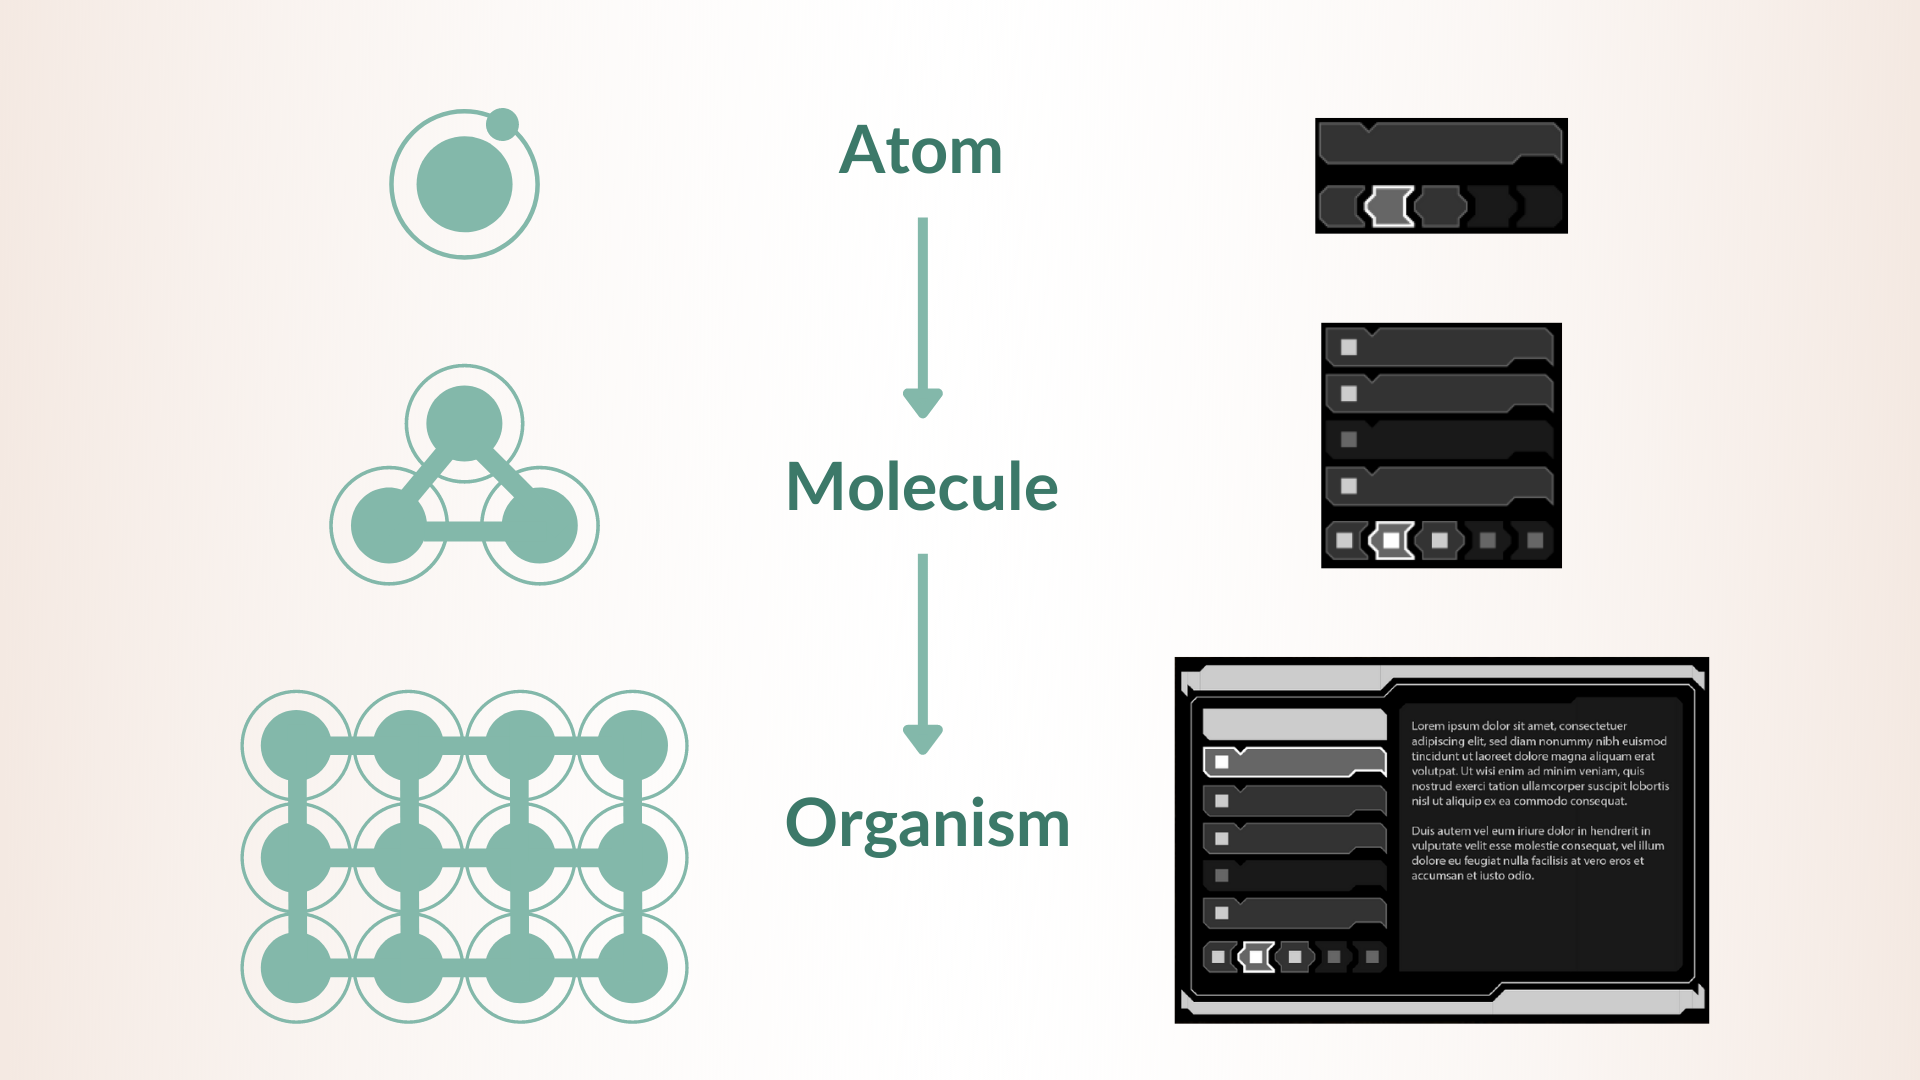 Atom
Molecule
Organism
Lorem ipsum dolor sit amet, consectetuer
adipiscing elit, sed diam nonummy nibh euismod
tincidunt ut laoreet dolore magna aliquam erat
volutpat. Ut wisi enim ad minim veniam, quis
nostrud exerci tation ullamcorper suscipit lobortis
nisl ut aliquip ex ea commodo consequat.
Duis autem vel eum iriure dolor in hendrerit in
vulputate velit esse molestie consequat, vel illum
dolore eu feugiat nulla facilisis at vero eros et
accumsan et iusto odio.